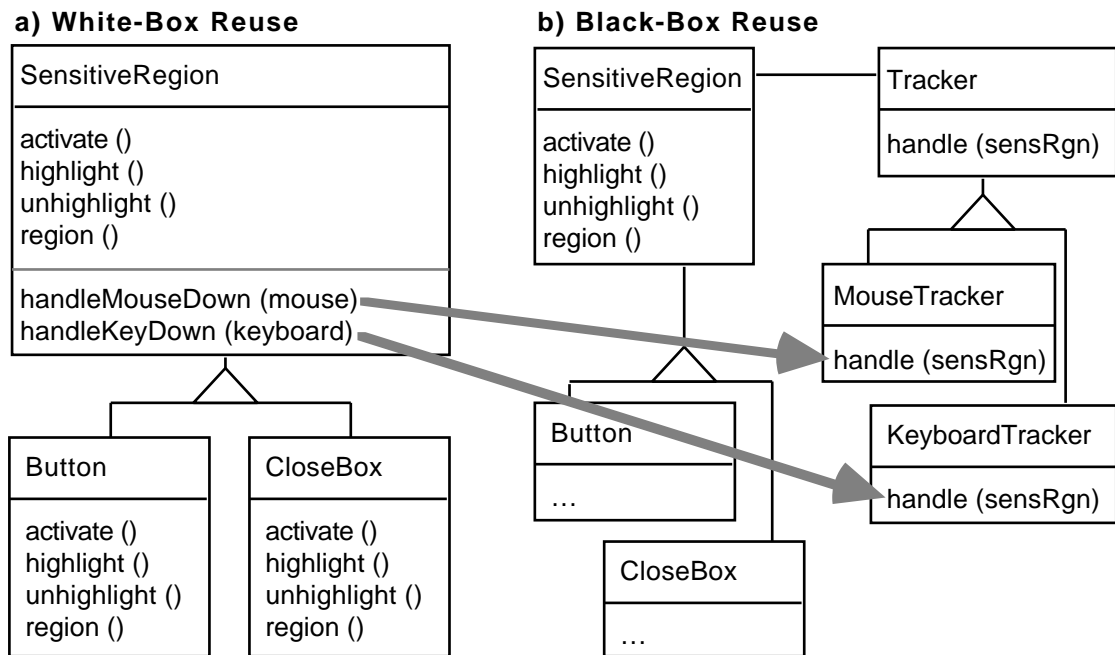 a) White-Box Reuse
SensitiveRegion
activate ()
highlight ()
unhighlight ()
region ()
handleMouseDown (mouse)
handleKeyDown (keyboard)
Button
activate ()
highlight ()
unhighlight ()
region ()
CloseBox
activate ()
highlight ()
unhighlight ()
region ()
b) Black-Box Reuse
SensitiveRegion
activate ()
highlight ()
unhighlight ()
region ()
Tracker
handle (sensRgn)
MouseTracker
handle (sensRgn)
KeyboardTracker
handle (sensRgn)
Button
…
CloseBox
…